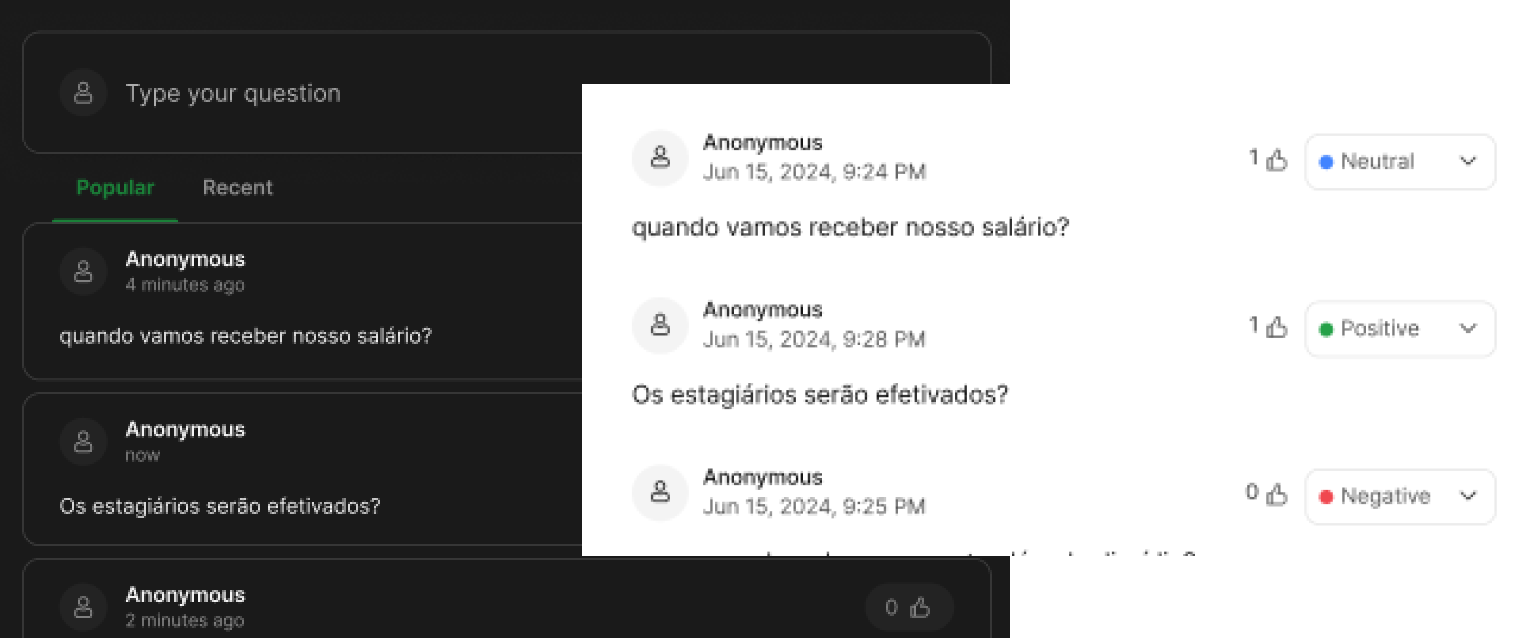 Type your question
Popular Recent
Anonymous
4 minutes ago
quando vamos receber nosso salário?
Anonymous
now
Os estagiários serão efetivados?
Anonymous
2 minutes ago
0
Anonymous
Jun 15, 2024, 9:24 PM
1 Neutral
quando vamos receber nosso salário?
Anonymous
Jun 15, 2024, 9:28 PM
1 Positive
Os estagiários serão efetivados?
Anonymous
Jun 15, 2024, 9:25 PM
0 Negative